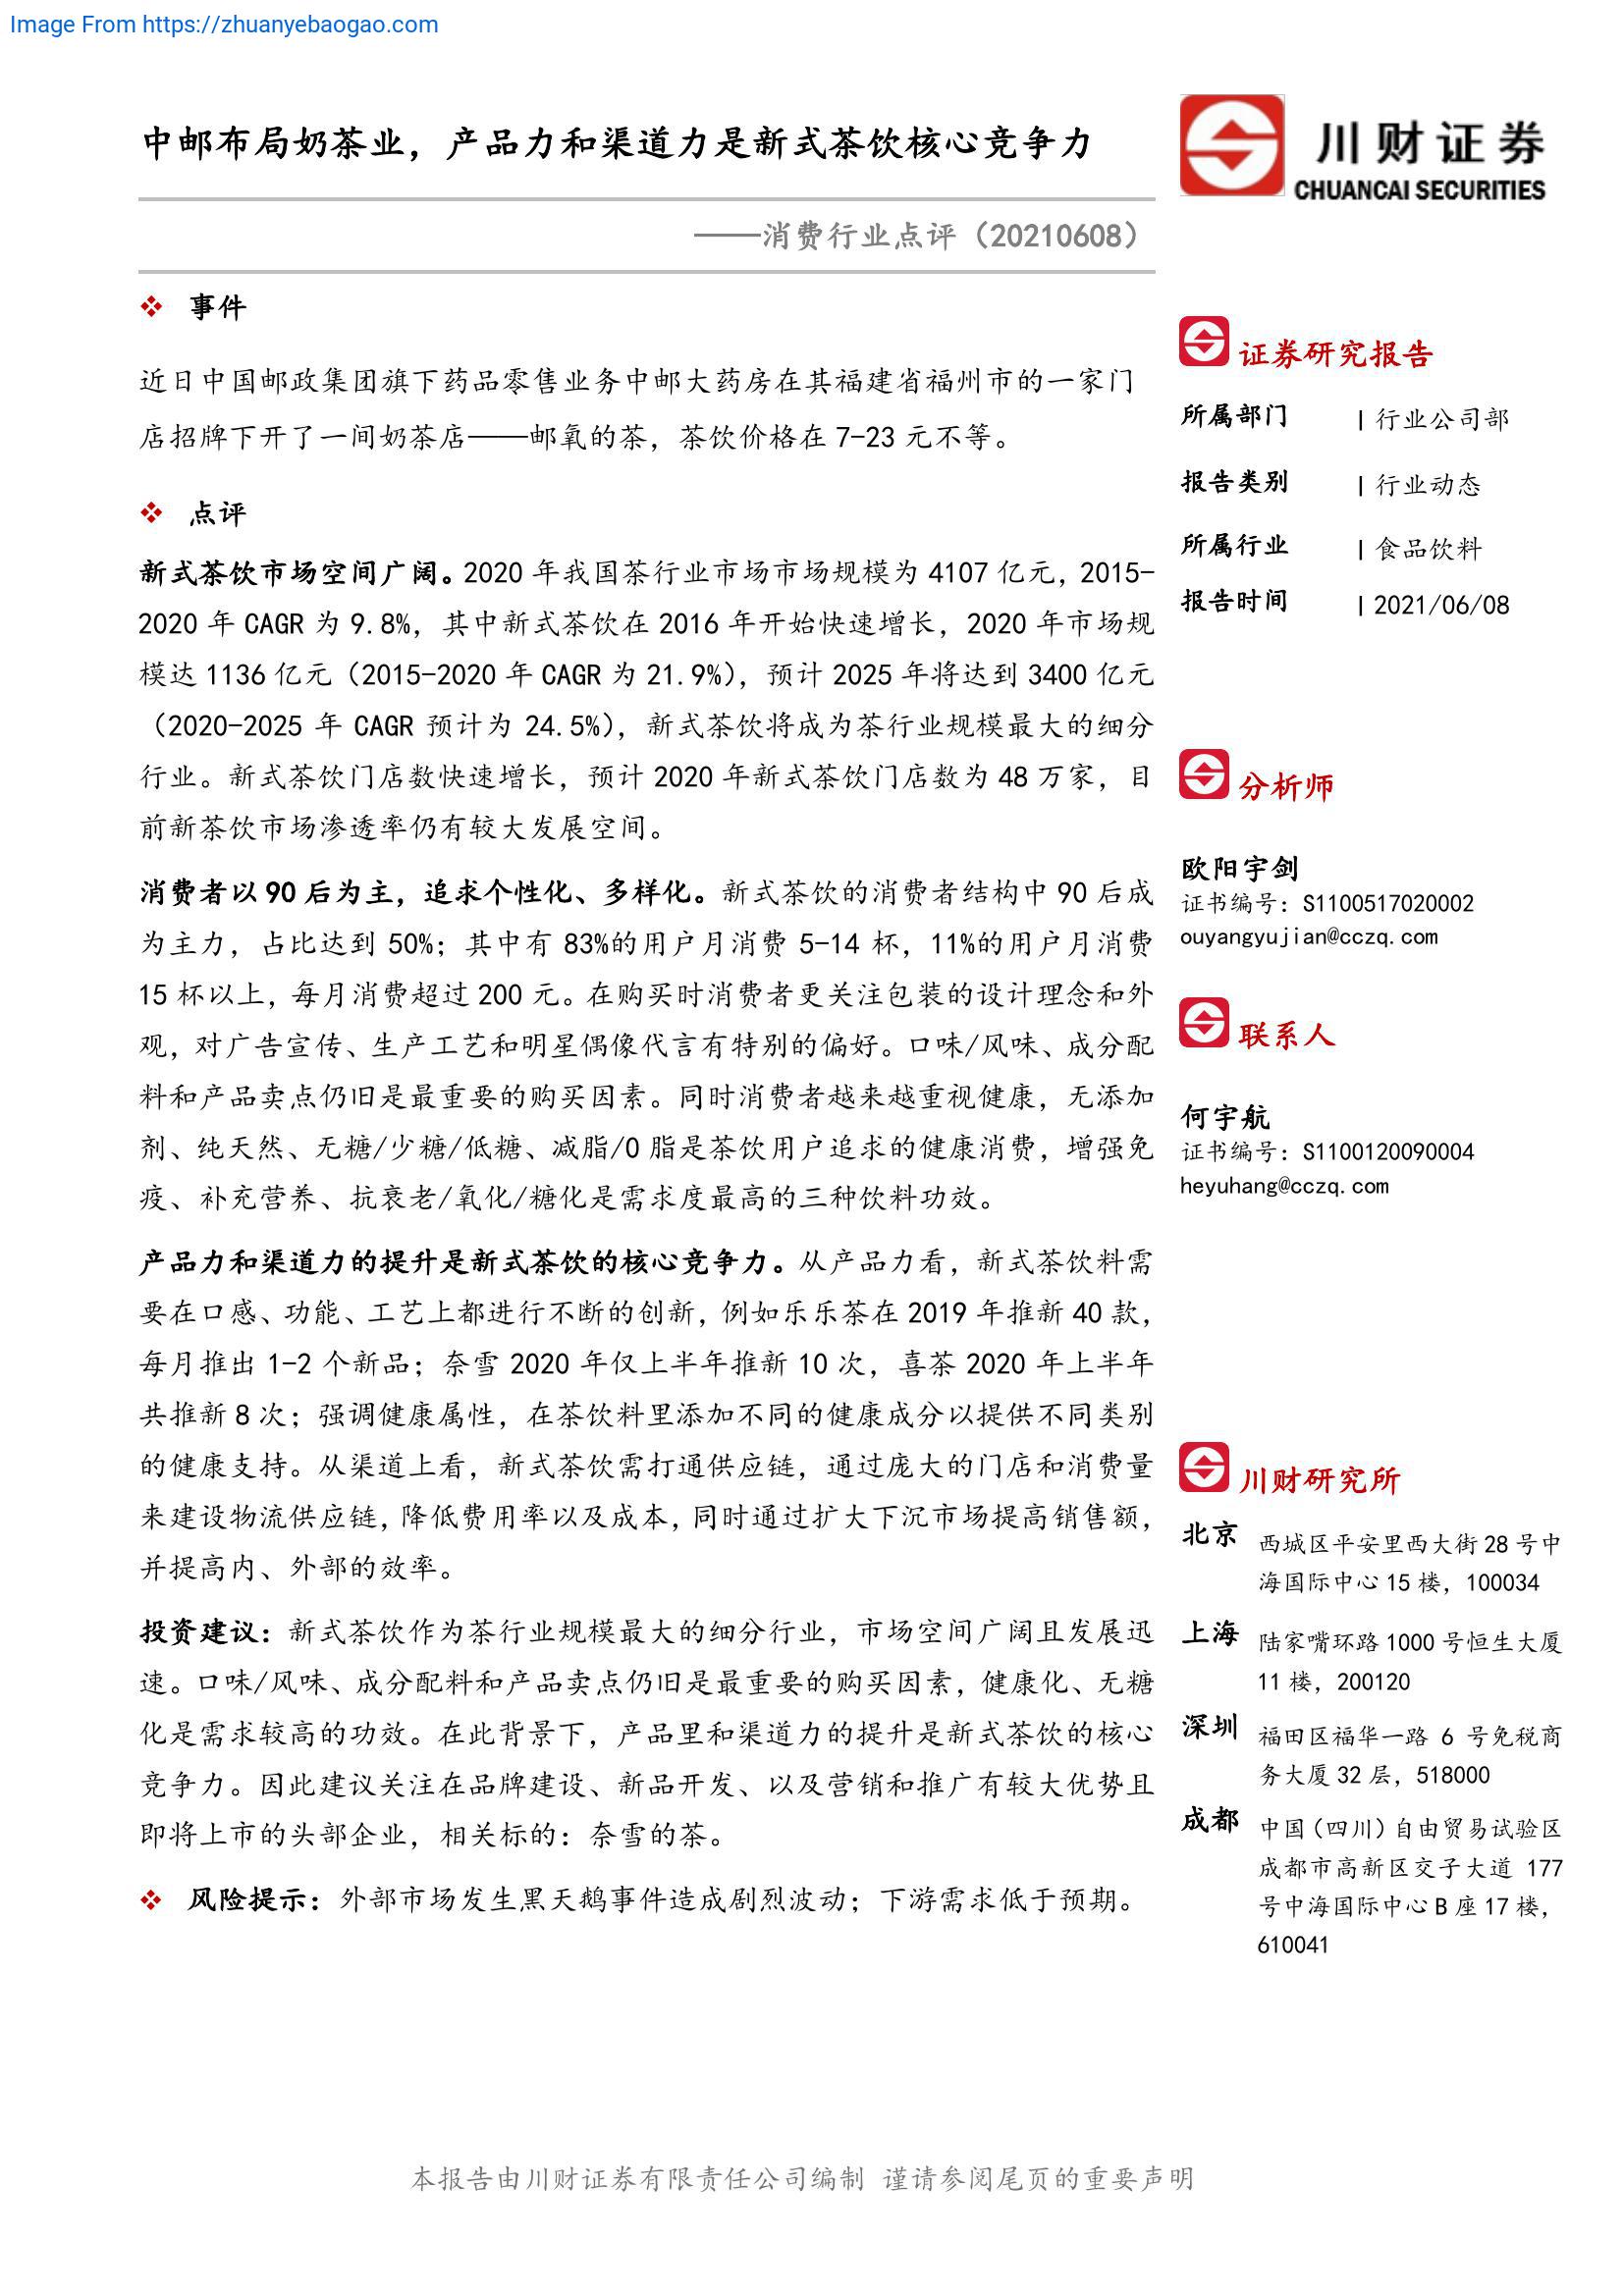 Image From https://zhuanyebaogao.com
中邮布局奶茶业，产品力和渠道力是新式茶饮核心竞争力
——消费行业点评（20210608）
川财证券
CHUANCAI SECURITIES
❖ 事件
近日中国邮政集团旗下药品零售业务中邮大药房在其福建省福州市的一家门
店招牌下开了一间奶茶店——邮氧的茶，茶饮价格在 7-23 元不等。
❖ 点评
新式茶饮市场空间广阔。2020 年我国茶行业市场市场规模为 4107 亿元，2015-
2020 年 CAGR 为 9.8%，其中新式茶饮在 2016 年开始快速增长，2020 年市场规
模达 1136 亿元（2015-2020 年 CAGR 为 21.9%），预计 2025 年将达到 3400 亿元
（2020-2025 年 CAGR 预计为 24.5%），新式茶饮将成为茶行业规模最大的细分
行业。新式茶饮门店数快速增长，预计 2020 年新式茶饮门店数为 48 万家，目
前新茶饮市场渗透率仍有较大发展空间。
消费者以 90 后为主，追求个性化、多样化。新式茶饮的消费者结构中 90 后成
为主力，占比达到 50%；其中有 83%的用户月消费 5-14 杯，11%的用户月消费
15 杯以上，每月消费超过 200 元。在购买时消费者更关注包装的设计理念和外
观，对广告宣传、生产工艺和明星偶像代言有特别的偏好。口味/风味、成分配
料和产品卖点仍旧是最重要的购买因素。同时消费者越来越重视健康，无添加
剂、纯天然、无糖/少糖/低糖、减脂/0 脂是茶饮用户追求的健康消费，增强免
疫、补充营养、抗衰老/氧化/糖化是需求度最高的三种饮料功效。
产品力和渠道力的提升是新式茶饮的核心竞争力。从产品力看，新式茶饮料需
要在口感、功能、工艺上都进行不断的创新，例如乐乐茶在 2019 年推新 40 款，
每月推出 1-2 个新品；奈雪 2020 年仅上半年推新 10 次，喜茶 2020 年上半年
共推新 8 次；强调健康属性，在茶饮料里添加不同的健康成分以提供不同类别
的健康支持。从渠道上看，新式茶饮需打通供应链，通过庞大的门店和消费量
来建设物流供应链，降低费用率以及成本，同时通过扩大下沉市场提高销售额，
并提高内、外部的效率。
投资建议：新式茶饮作为茶行业规模最大的细分行业，市场空间广阔且发展迅
速。口味/风味、成分配料和产品卖点仍旧是最重要的购买因素，健康化、无糖
化是需求较高的功效。在此背景下，产品里和渠道力的提升是新式茶饮的核心
竞争力。因此建议关注在品牌建设、新品开发、以及营销和推广有较大优势且
即将上市的头部企业，相关标的：奈雪的茶。
❖ 风险提示：外部市场发生黑天鹅事件造成剧烈波动；下游需求低于预期。
证券研究报告
所属部门 | 行业公司部
报告类别 | 行业动态
所属行业 | 食品饮料
报告时间 | 2021/06/08
分析师
欧阳宇剑
证书编号：S1100517020002
ouyangyujian@cczq.com
联系人
何宇航
证书编号：S1100120090004
heyuhang@cczq.com
川财研究所
北京 西城区平安里西大街 28 号中
海国际中心 15 楼，100034
上海 陆家嘴环路 1000 号恒生大厦
11 楼，200120
深圳 福田区福华一路 6 号免税商
务大厦 32 层，518000
成都 中国（四川）自由贸易试验区
成都市高新区交子大道 177
号中海国际中心 B 座 17 楼，
610041
本报告由川财证券有限责任公司编制 谨请参阅尾页的重要声明